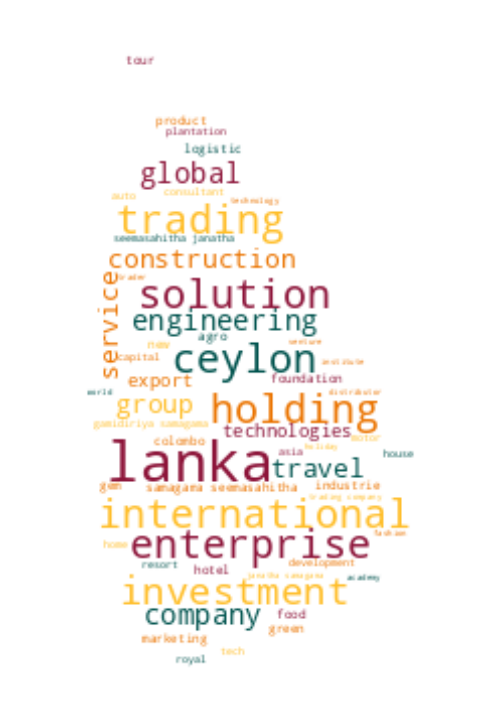 tour
product
plantation
logistic
global
consultant
auto
technology
trading
seemasahitha janatha
construction
service
trader
solution
engineering
agro
new
venture
ceylon
capital
institute
export
foundation
world
distributor
group
holding
gamidiriya samagama
technologies
motor
colombo
holiday
lanka
asia
house
travel
gem
samagama seemasahitha
industrie
trading company
international
fashion
home
enterprise
development
resort
hotel
janatha samagama
academy
investment
company
food
green
marketing
tech
royal